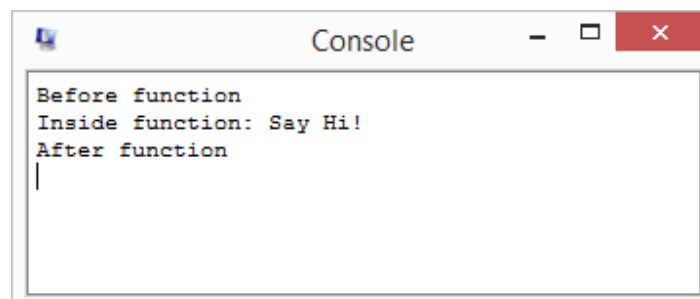 Console
Before function
Inside function: Say Hi!
After function